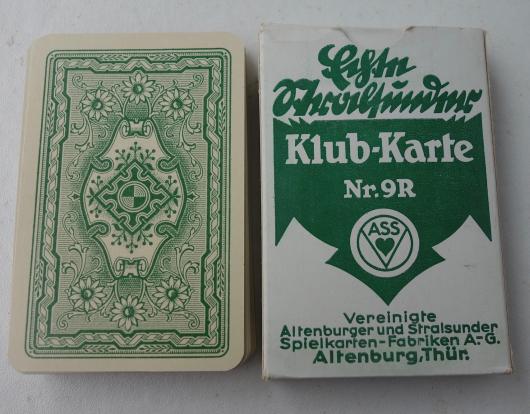 Echte
Stralsunder
Klub-Karte
Nr. 9R
ASS
Vereinigte
Altenburger und Stralsunder
Spielkarten-Fabriken A.-G.
Altenburg, Thür.